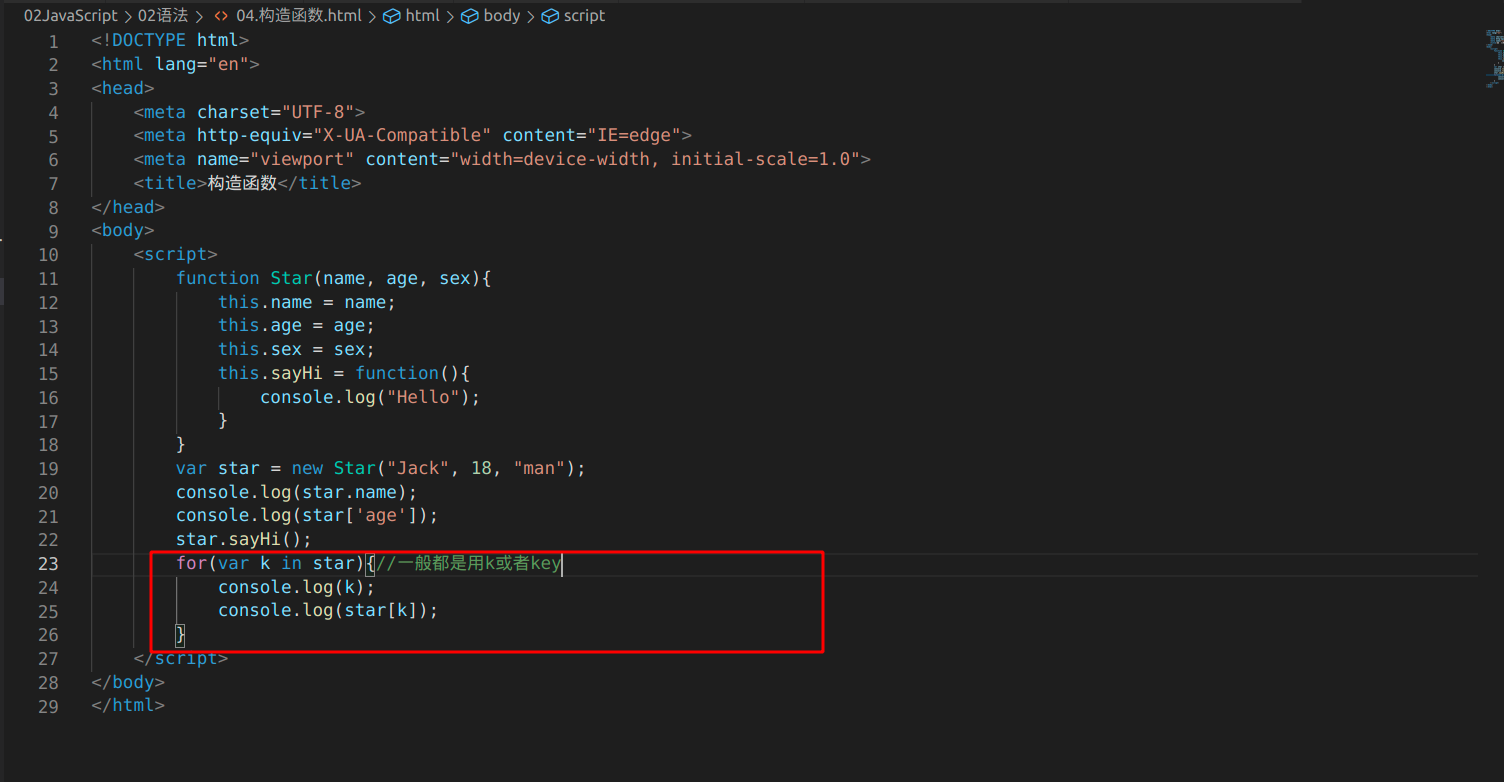 02JavaScript > 02语法 > <> 04.构造函数.html > html > body > script
1 <!DOCTYPE html>
2 <html lang="en">
3 <head>
4     <meta charset="UTF-8">
5     <meta http-equiv="X-UA-Compatible" content="IE=edge">
6     <meta name="viewport" content="width=device-width, initial-scale=1.0">
7     <title>构造函数</title>
8 </head>
9 <body>
10     <script>
11         function Star(name, age, sex){
12             this.name = name;
13             this.age = age;
14             this.sex = sex;
15             this.sayHi = function(){
16                 console.log("Hello");
17             }
18         }
19         var star = new Star("Jack", 18, "man");
20         console.log(star.name);
21         console.log(star['age']);
22         star.sayHi();
23         for(var k in star){//一般都是用k或者key
24             console.log(k);
25             console.log(star[k]);
26         }
27     </script>
28 </body>
29 </html>